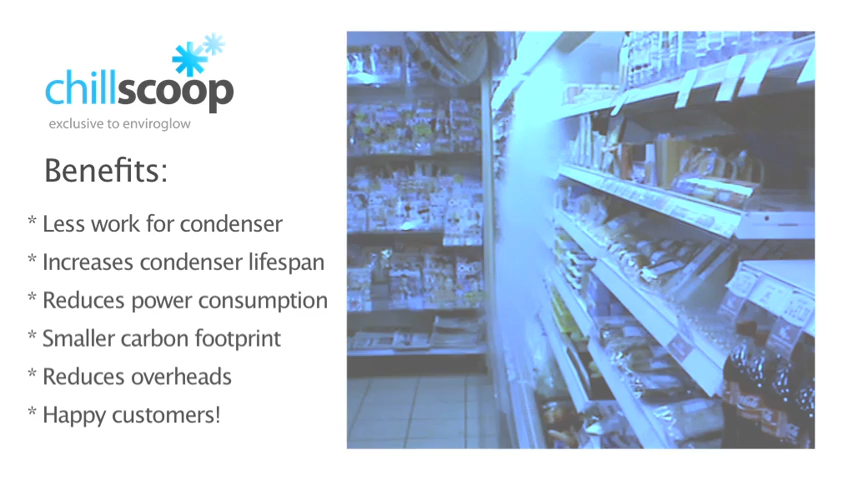 chillscoop
exclusive to enviroglow
Benefits:
* Less work for condenser
* Increases condenser lifespan
* Reduces power consumption
* Smaller carbon footprint
* Reduces overheads
* Happy customers!